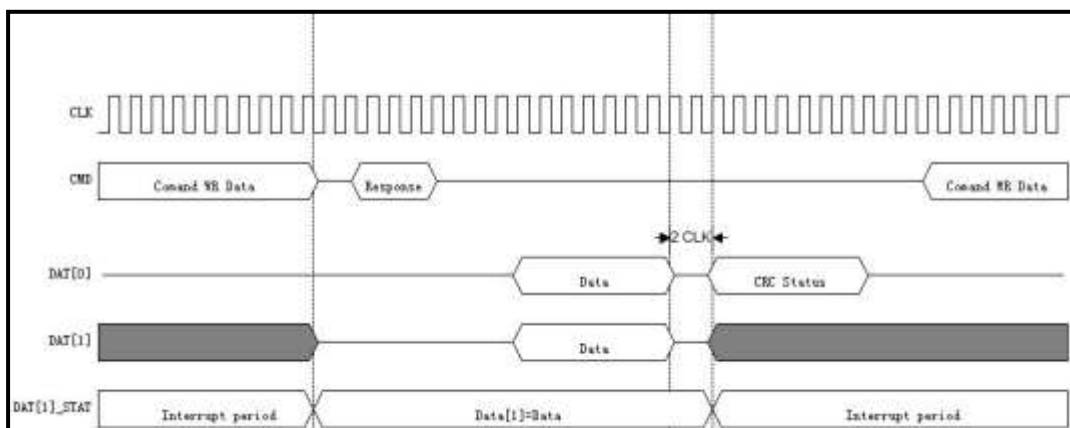 CLK
CMD
Comand WR Data
Response
Comand WR Data
2 CLK
DAT[0]
Data
CRC Status
DAT[1]
Data
DAT[1]_STAT
Interrupt period
Data[1]=Data
Interrupt period